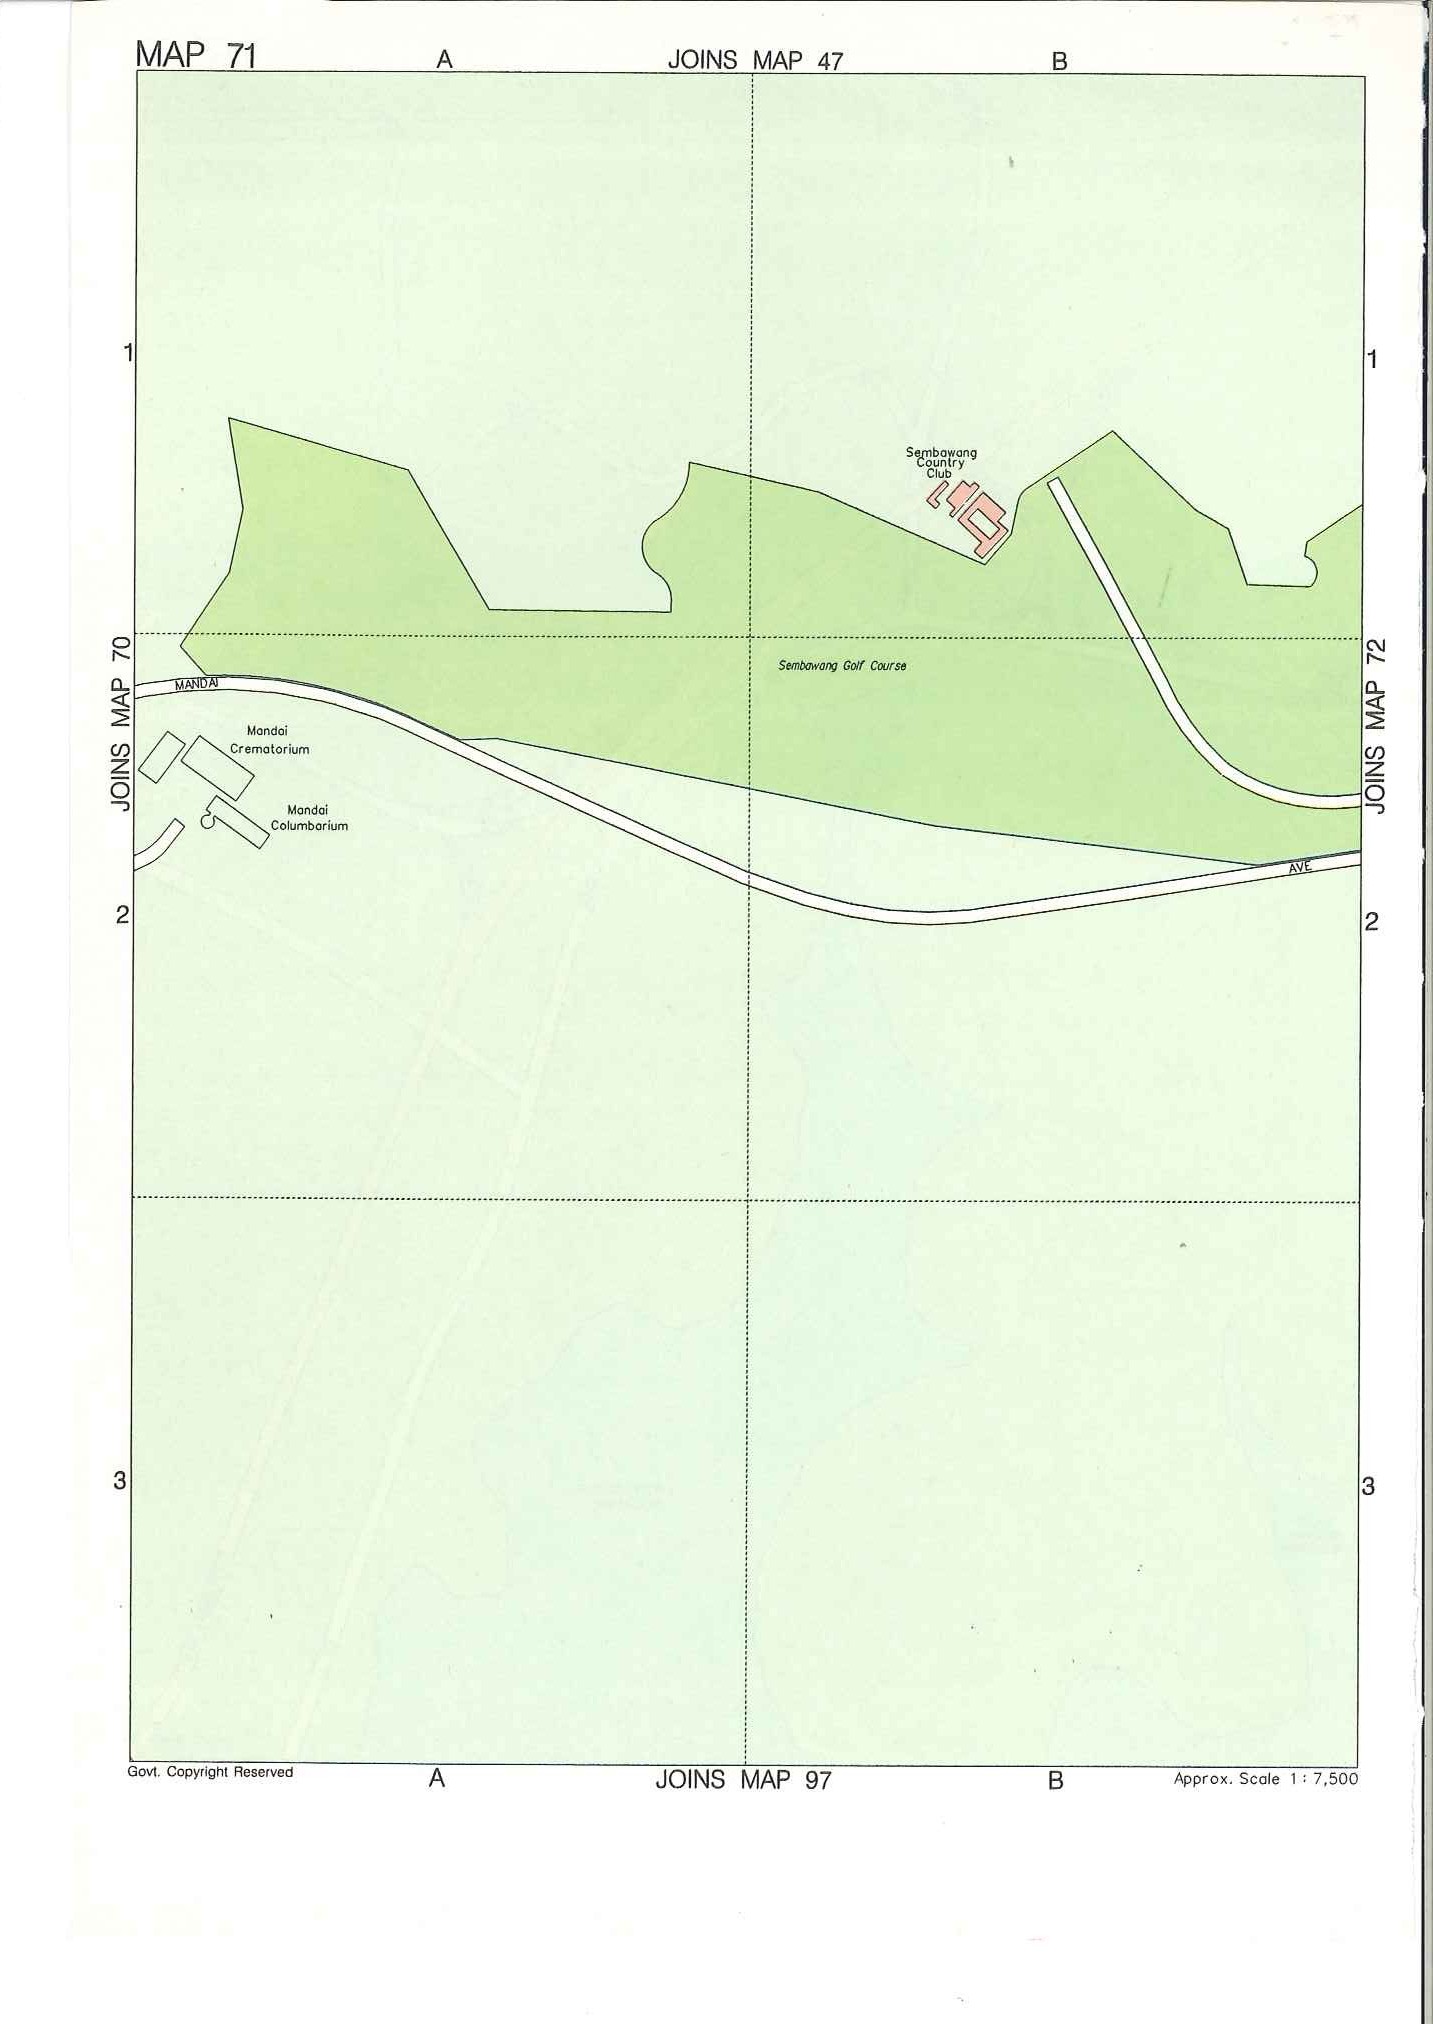 MAP 71
A
JOINS MAP 47
B
1
1
Sembawang
Country
Club
JOINS MAP 70
JOINS MAP 72
Sembawang Golf Course
MANDAI
Mandai
Crematorium
Mandai
Columbarium
AVE
2
2
3
3
Govt. Copyright Reserved
A
JOINS MAP 97
B
Approx. Scale 1 : 7,500